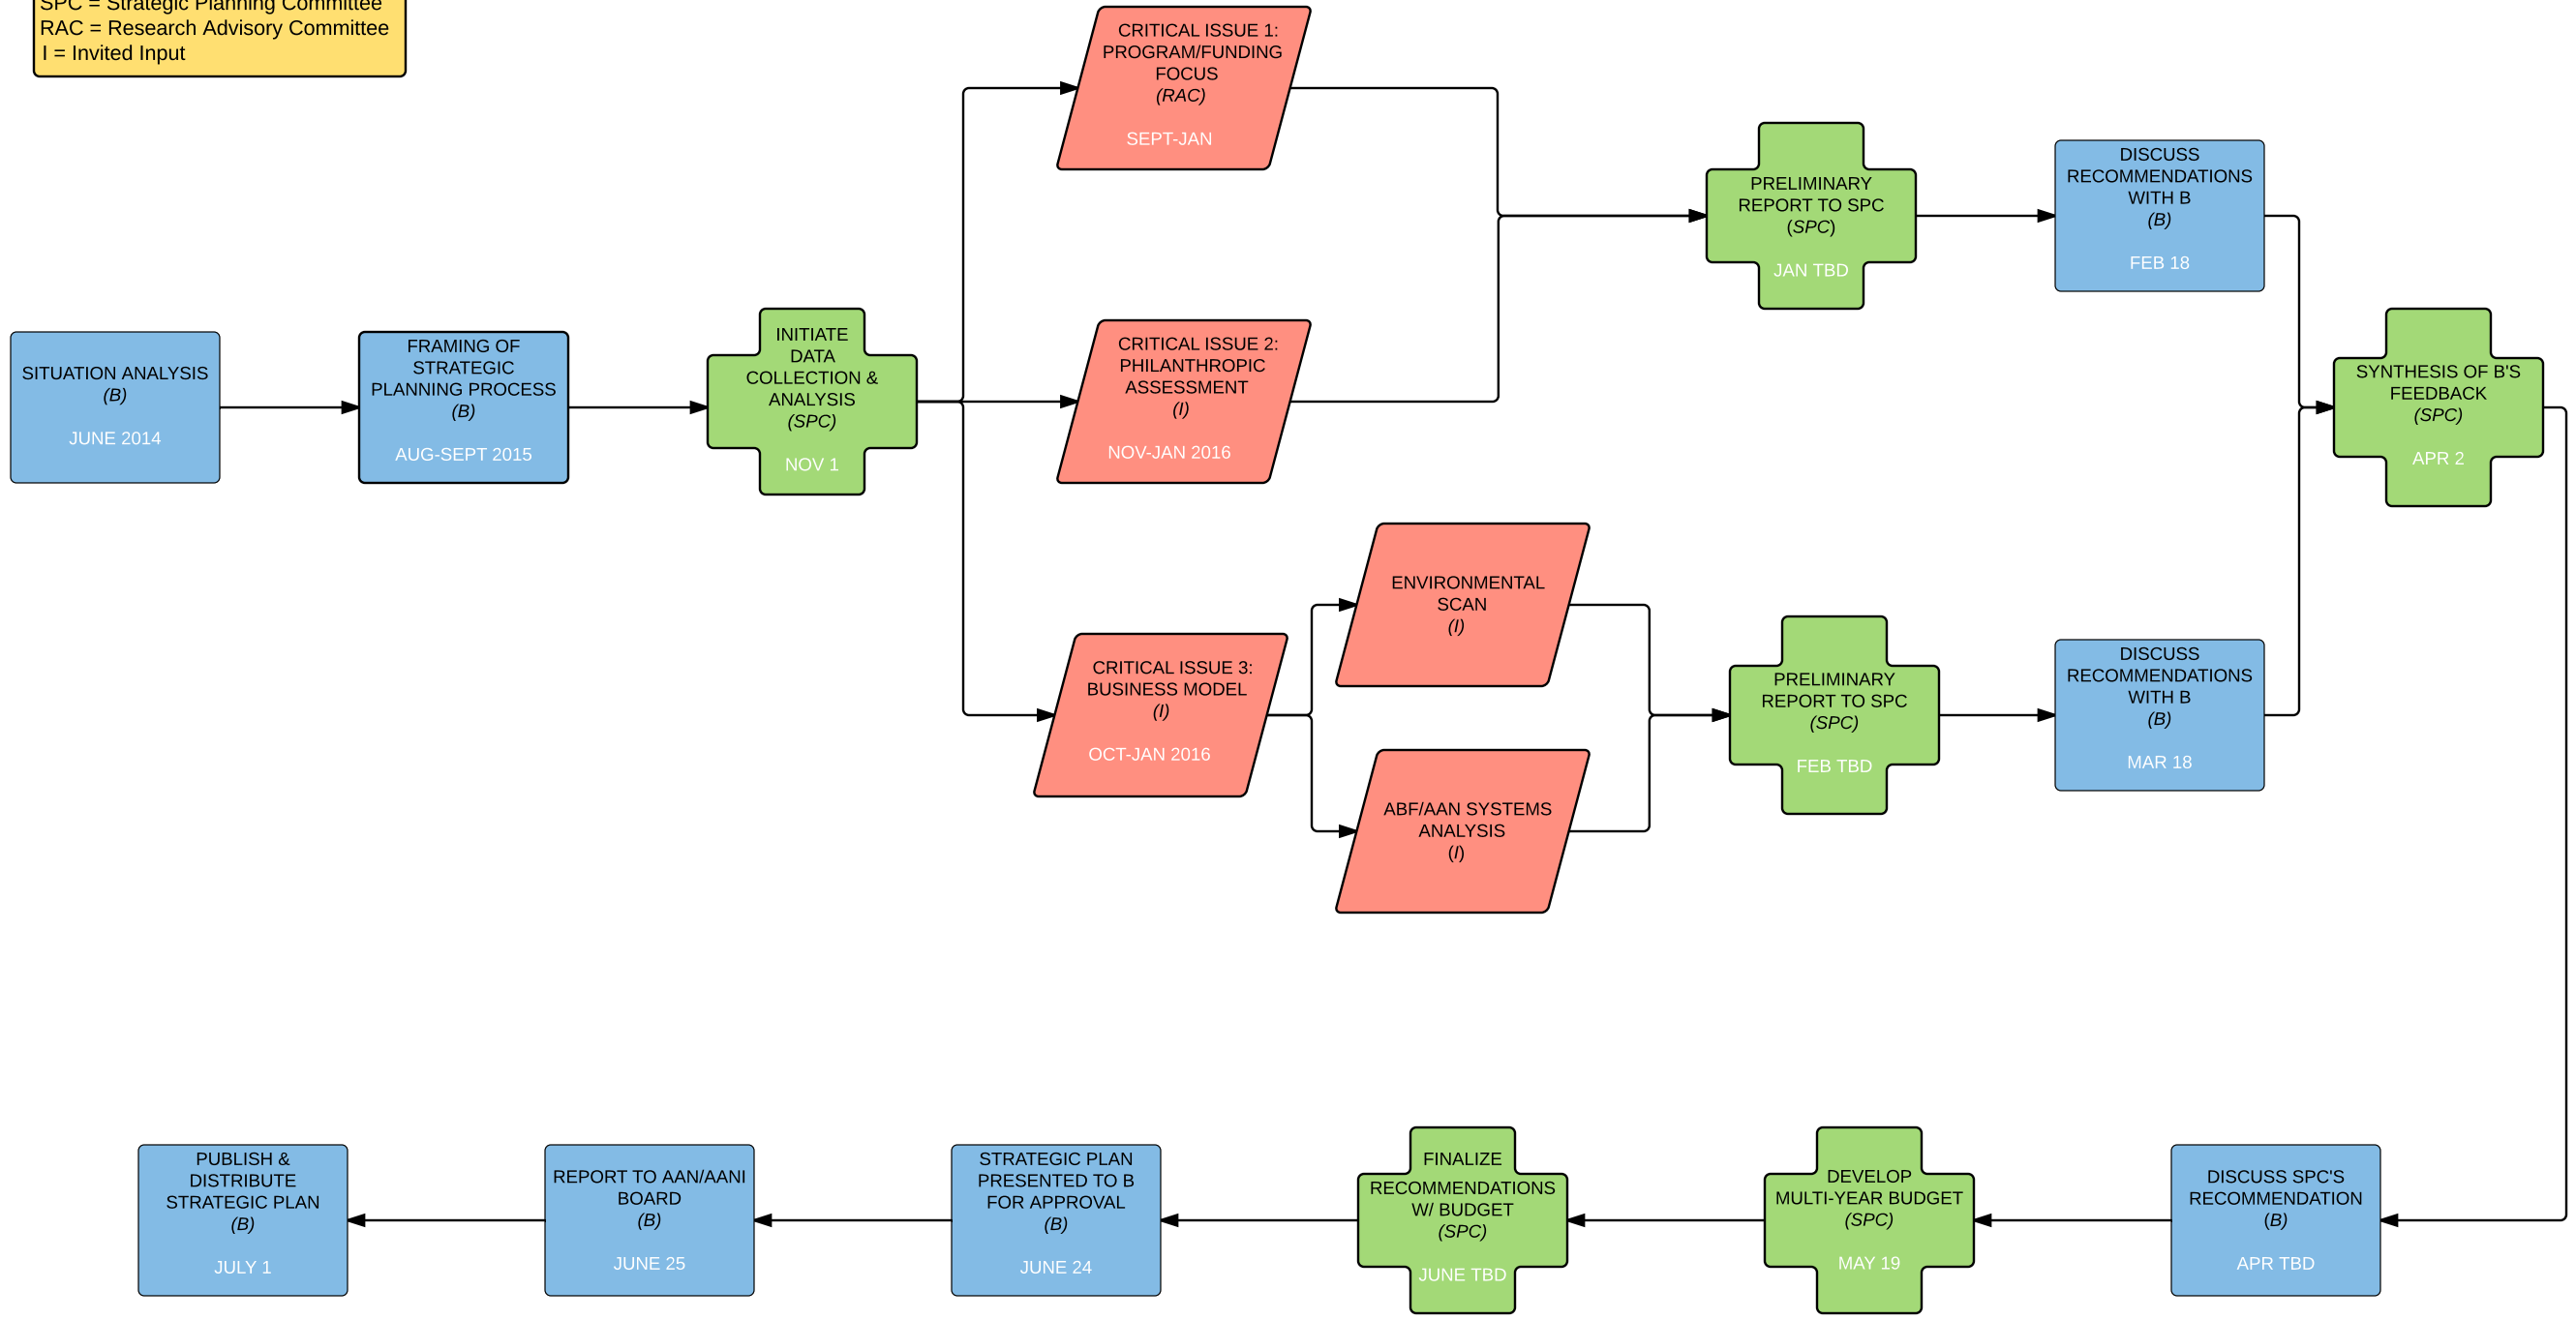 SPC = Strategic Planning Committee
RAC = Research Advisory Committee
I = Invited Input
CRITICAL ISSUE 1:
PROGRAM/FUNDING
FOCUS
(RAC)
SEPT-JAN
PRELIMINARY
REPORT TO SPC
(SPC)
JAN TBD
DISCUSS
RECOMMENDATIONS
WITH B
(B)
FEB 18
SITUATION ANALYSIS
(B)
JUNE 2014
FRAMING OF
STRATEGIC
PLANNING PROCESS
(B)
AUG-SEPT 2015
INITIATE
DATA
COLLECTION &
ANALYSIS
(SPC)
NOV 1
CRITICAL ISSUE 2:
PHILANTHROPIC
ASSESSMENT
(I)
NOV-JAN 2016
SYNTHESIS OF B'S
FEEDBACK
(SPC)
APR 2
CRITICAL ISSUE 3:
BUSINESS MODEL
(I)
OCT-JAN 2016
ENVIRONMENTAL
SCAN
(I)
ABF/AAN SYSTEMS
ANALYSIS
(I)
PRELIMINARY
REPORT TO SPC
(SPC)
FEB TBD
DISCUSS
RECOMMENDATIONS
WITH B
(B)
MAR 18
PUBLISH &
DISTRIBUTE
STRATEGIC PLAN
(B)
JULY 1
REPORT TO AAN/AANI
BOARD
(B)
JUNE 25
STRATEGIC PLAN
PRESENTED TO B
FOR APPROVAL
(B)
JUNE 24
FINALIZE
RECOMMENDATIONS
W/ BUDGET
(SPC)
JUNE TBD
DEVELOP
MULTI-YEAR BUDGET
(SPC)
MAY 19
DISCUSS SPC'S
RECOMMENDATION
(B)
APR TBD